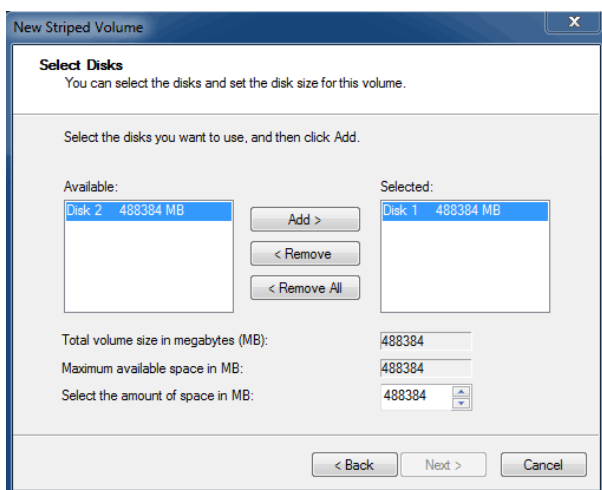 New Striped Volume
Select Disks
You can select the disks and set the disk size for this volume.
Select the disks you want to use, and then click Add.
Available:
Selected:
Disk 2 488384 MB
Add >
Disk 1 488384 MB
< Remove
< Remove All
Total volume size in megabytes (MB): 488384
Maximum available space in MB: 488384
Select the amount of space in MB: 488384
< Back Next > Cancel